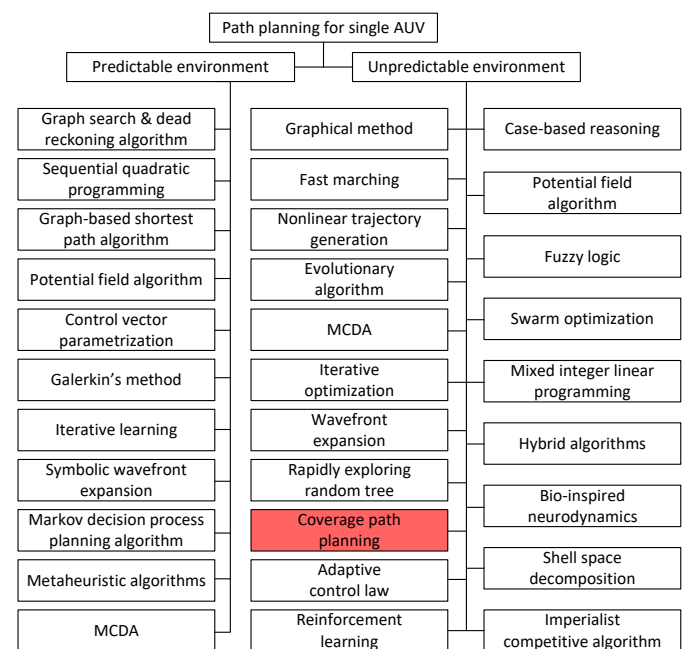 Path planning for single AUV
Predictable environment
Unpredictable environment
Graph search & dead
reckoning algorithm
Sequential quadratic
programming
Graph-based shortest
path algorithm
Potential field algorithm
Control vector
parametrization
Galerkin's method
Iterative learning
Symbolic wavefront
expansion
Markov decision process
planning algorithm
Metaheuristic algorithms
MCDA
Graphical method
Fast marching
Nonlinear trajectory
generation
Evolutionary
algorithm
MCDA
Iterative
optimization
Wavefront
expansion
Rapidly exploring
random tree
Coverage path
planning
Adaptive
control law
Reinforcement
learning
Case-based reasoning
Potential field
algorithm
Fuzzy logic
Swarm optimization
Mixed integer linear
programming
Hybrid algorithms
Bio-inspired
neurodynamics
Shell space
decomposition
Imperialist
competitive algorithm